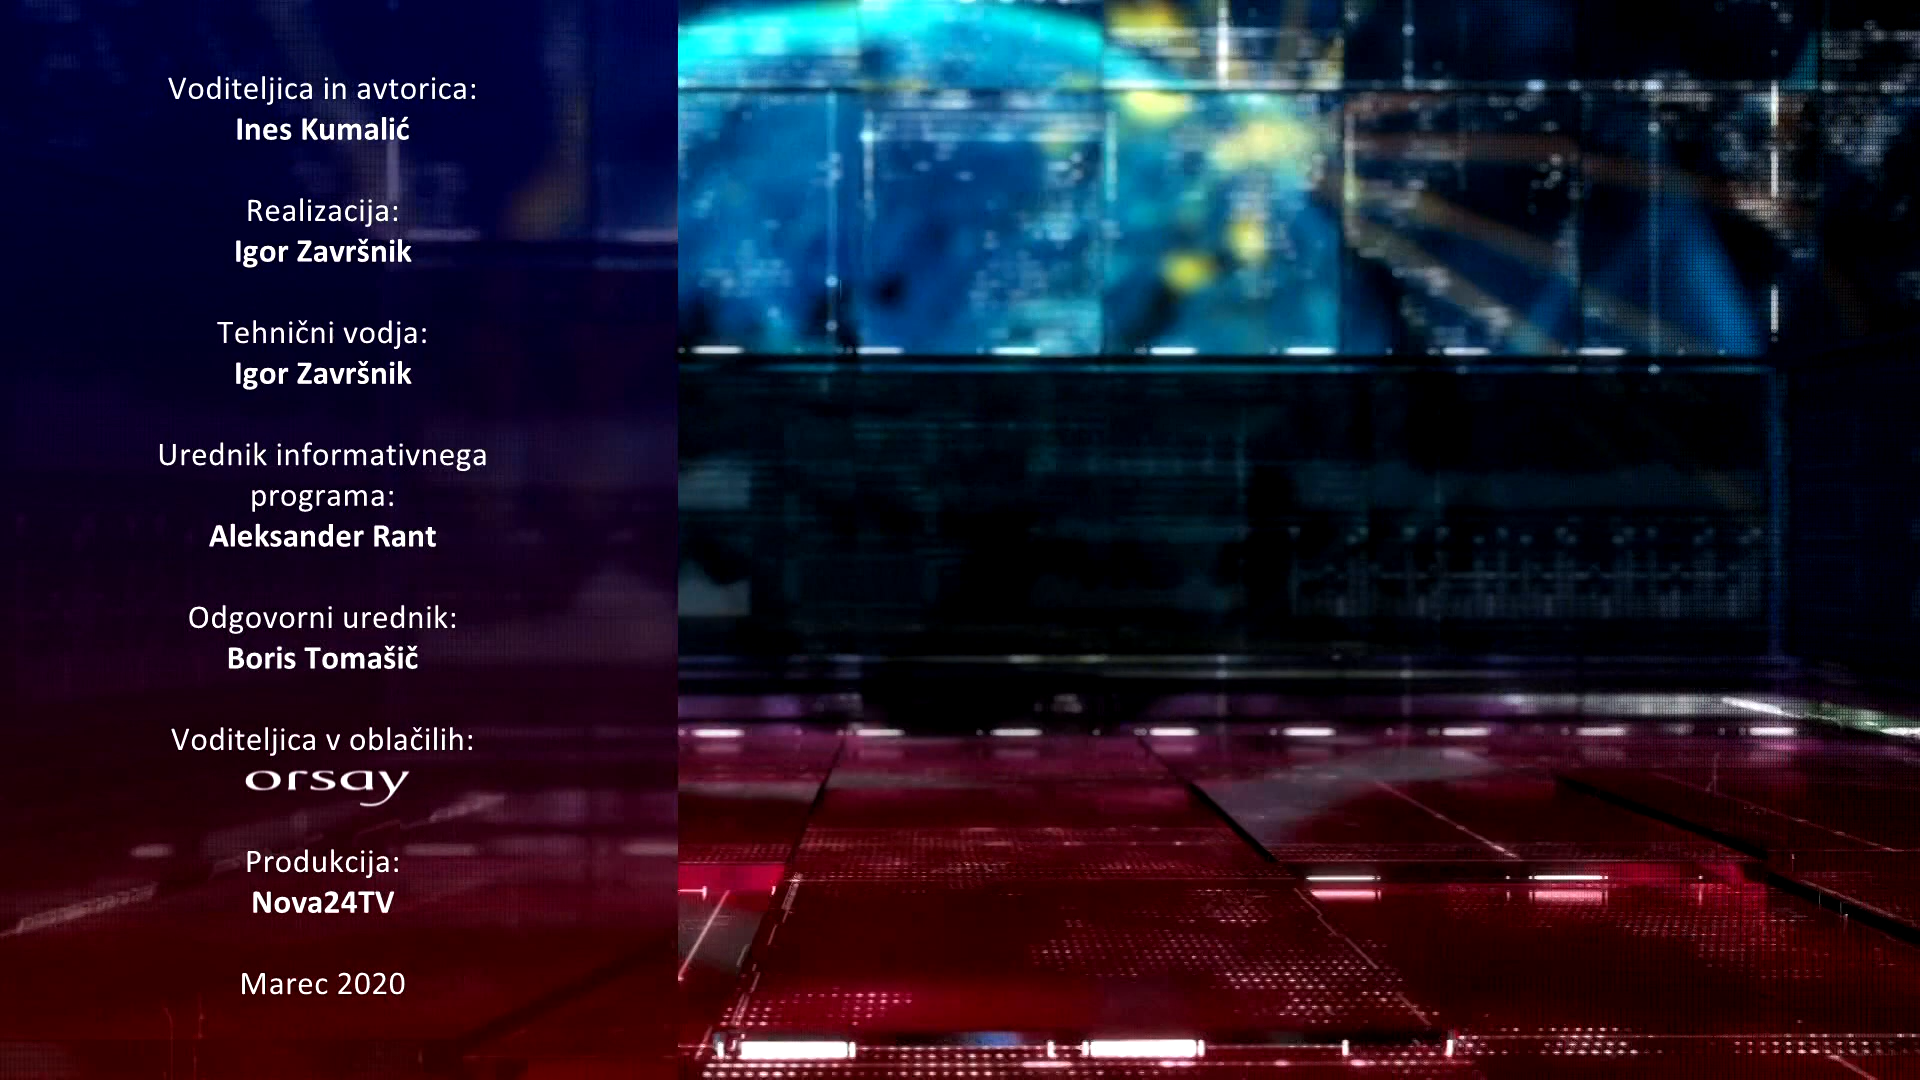 Voditeljica in avtorica:
Ines Kumalić
Realizacija:
Igor Završnik
Tehnični vodja:
Igor Završnik
Urednik informativnega
programa:
Aleksander Rant
Odgovorni urednik:
Boris Tomašič
Voditeljica v oblačilih:
orsay
Produkcija:
Nova24TV
Marec 2020